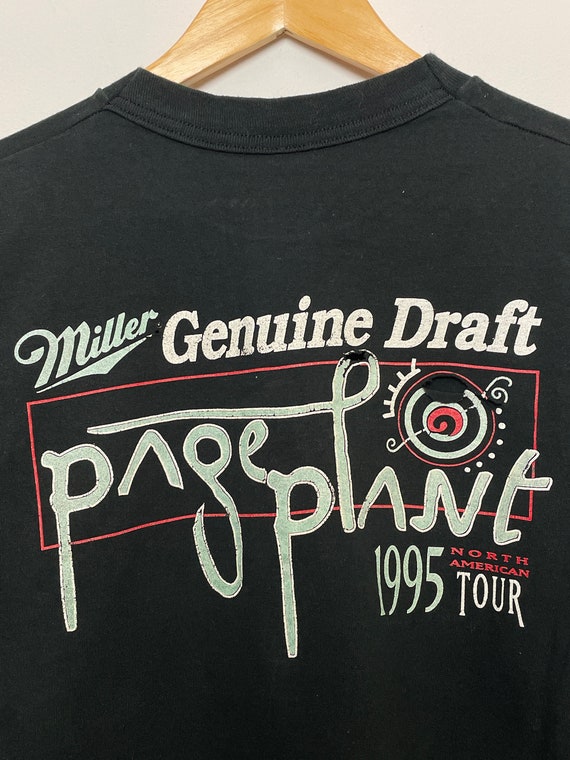 Miller Genuine Draft
page plant
1995 NORTH AMERICAN TOUR